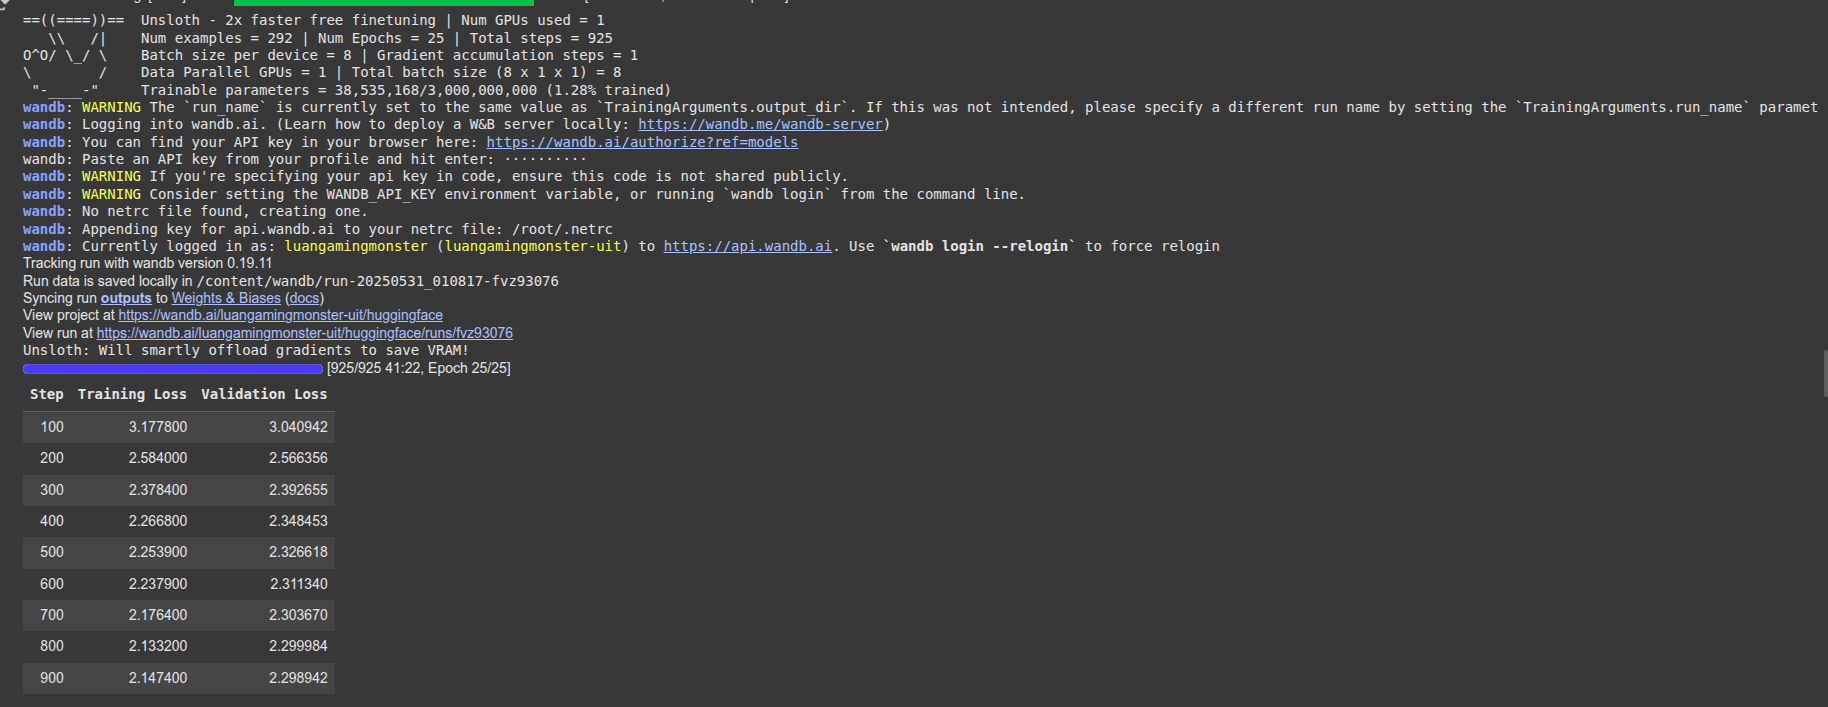 ==((====))==  Unsloth - 2x faster free finetuning | Num GPUs used = 1
   \\   /|    Num examples = 292 | Num Epochs = 25 | Total steps = 925
O^O/ \_/ \    Batch size per device = 8 | Gradient accumulation steps = 1
\        /    Data Parallel GPUs = 1 | Total batch size (8 x 1 x 1) = 8
 "-____-"     Trainable parameters = 38,535,168/3,000,000,000 (1.28% trained)
wandb: WARNING The `run_name` is currently set to the same value as `TrainingArguments.output_dir`. If this was not intended, please specify a different run name by setting the `TrainingArguments.run_name` paramet
wandb: Logging into wandb.ai. (Learn how to deploy a W&B server locally: https://wandb.me/wandb-server)
wandb: You can find your API key in your browser here: https://wandb.ai/authorize?ref=models
wandb: Paste an API key from your profile and hit enter: ··········
wandb: WARNING If you're specifying your api key in code, ensure this code is not shared publicly.
wandb: WARNING Consider setting the WANDB_API_KEY environment variable, or running `wandb login` from the command line.
wandb: No netrc file found, creating one.
wandb: Appending key for api.wandb.ai to your netrc file: /root/.netrc
wandb: Currently logged in as: luangamingmonster (luangamingmonster-uit) to https://api.wandb.ai. Use `wandb login --relogin` to force relogin
Tracking run with wandb version 0.19.11
Run data is saved locally in /content/wandb/run-20250531_010817-fvz93076
Syncing run outputs to Weights & Biases (docs)
View project at https://wandb.ai/luangamingmonster-uit/huggingface
View run at https://wandb.ai/luangamingmonster-uit/huggingface/runs/fvz93076
Unsloth: Will smartly offload gradients to save VRAM!
[925/925 41:22, Epoch 25/25]
Step Training Loss Validation Loss
100 3.177800 3.040942
200 2.584000 2.566356
300 2.378400 2.392655
400 2.266800 2.348453
500 2.253900 2.326618
600 2.237900 2.311340
700 2.176400 2.303670
800 2.133200 2.299984
900 2.147400 2.298942